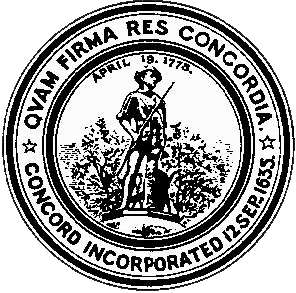 QVAM FIRMA RES CONCORDIA.
APRIL 19. 1775.
CONCORD INCORPORATED 12 SEP. 1635.